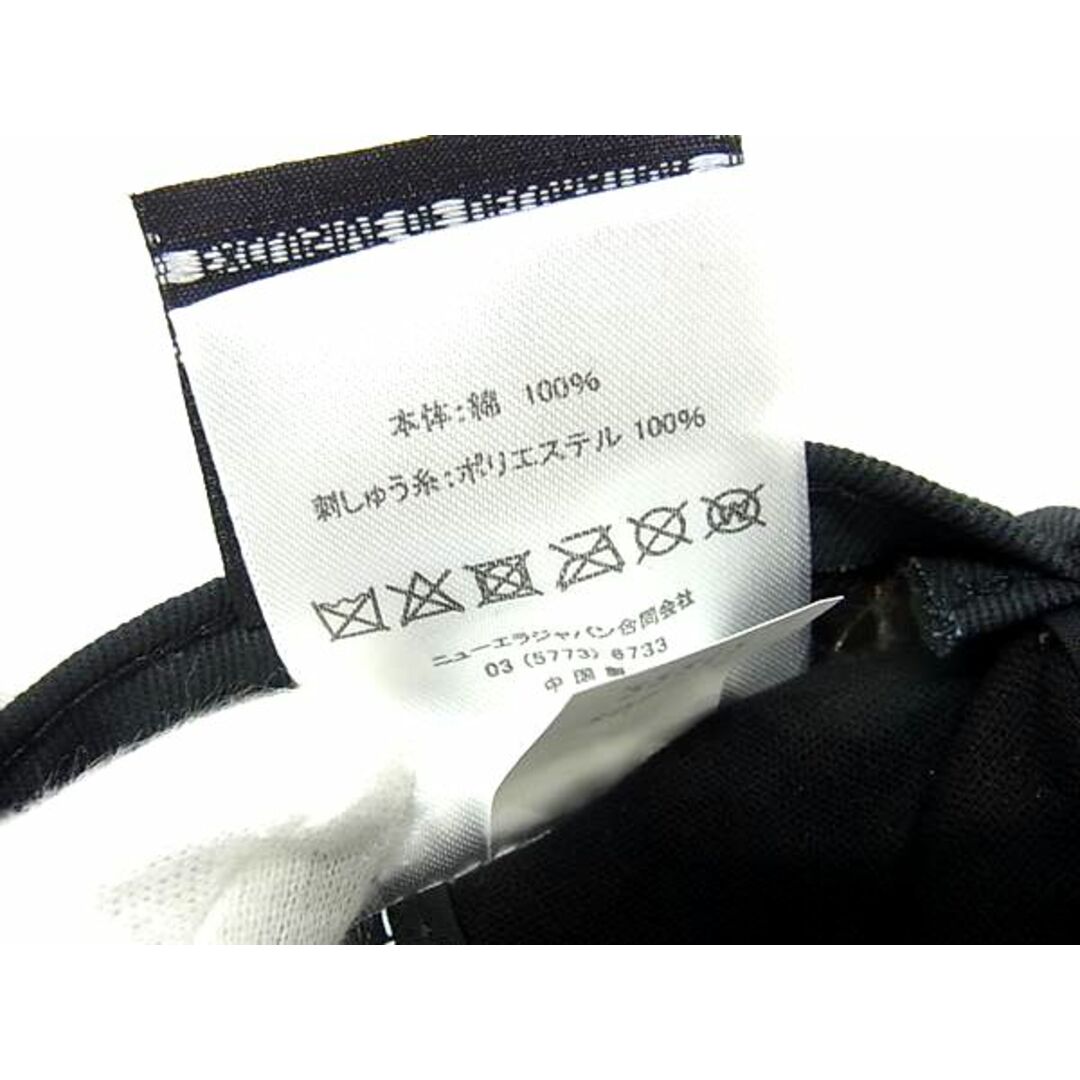 本体:綿 100%
刺しゅう糸:ポリエステル 100%
ニューエラジャパン合同会社
03 (5773) 6733
中国製